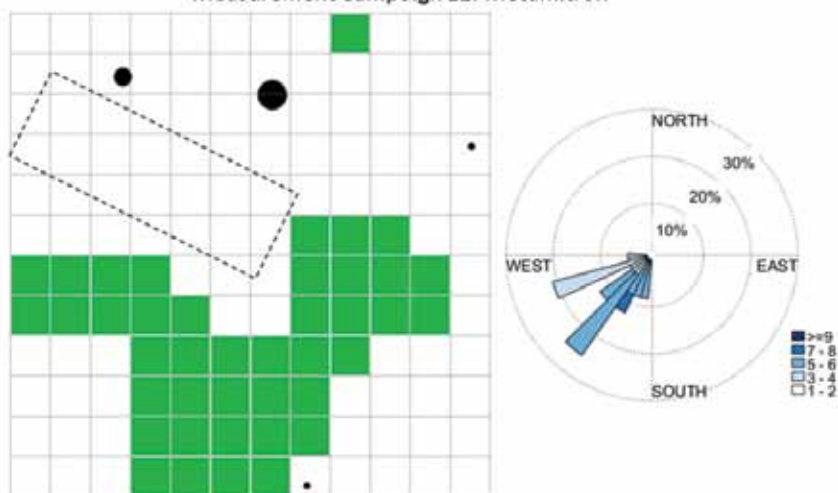 NORTH
30%
20%
10%
WEST
EAST
SOUTH
>=9
7 - 8
5 - 6
3 - 4
1 - 2